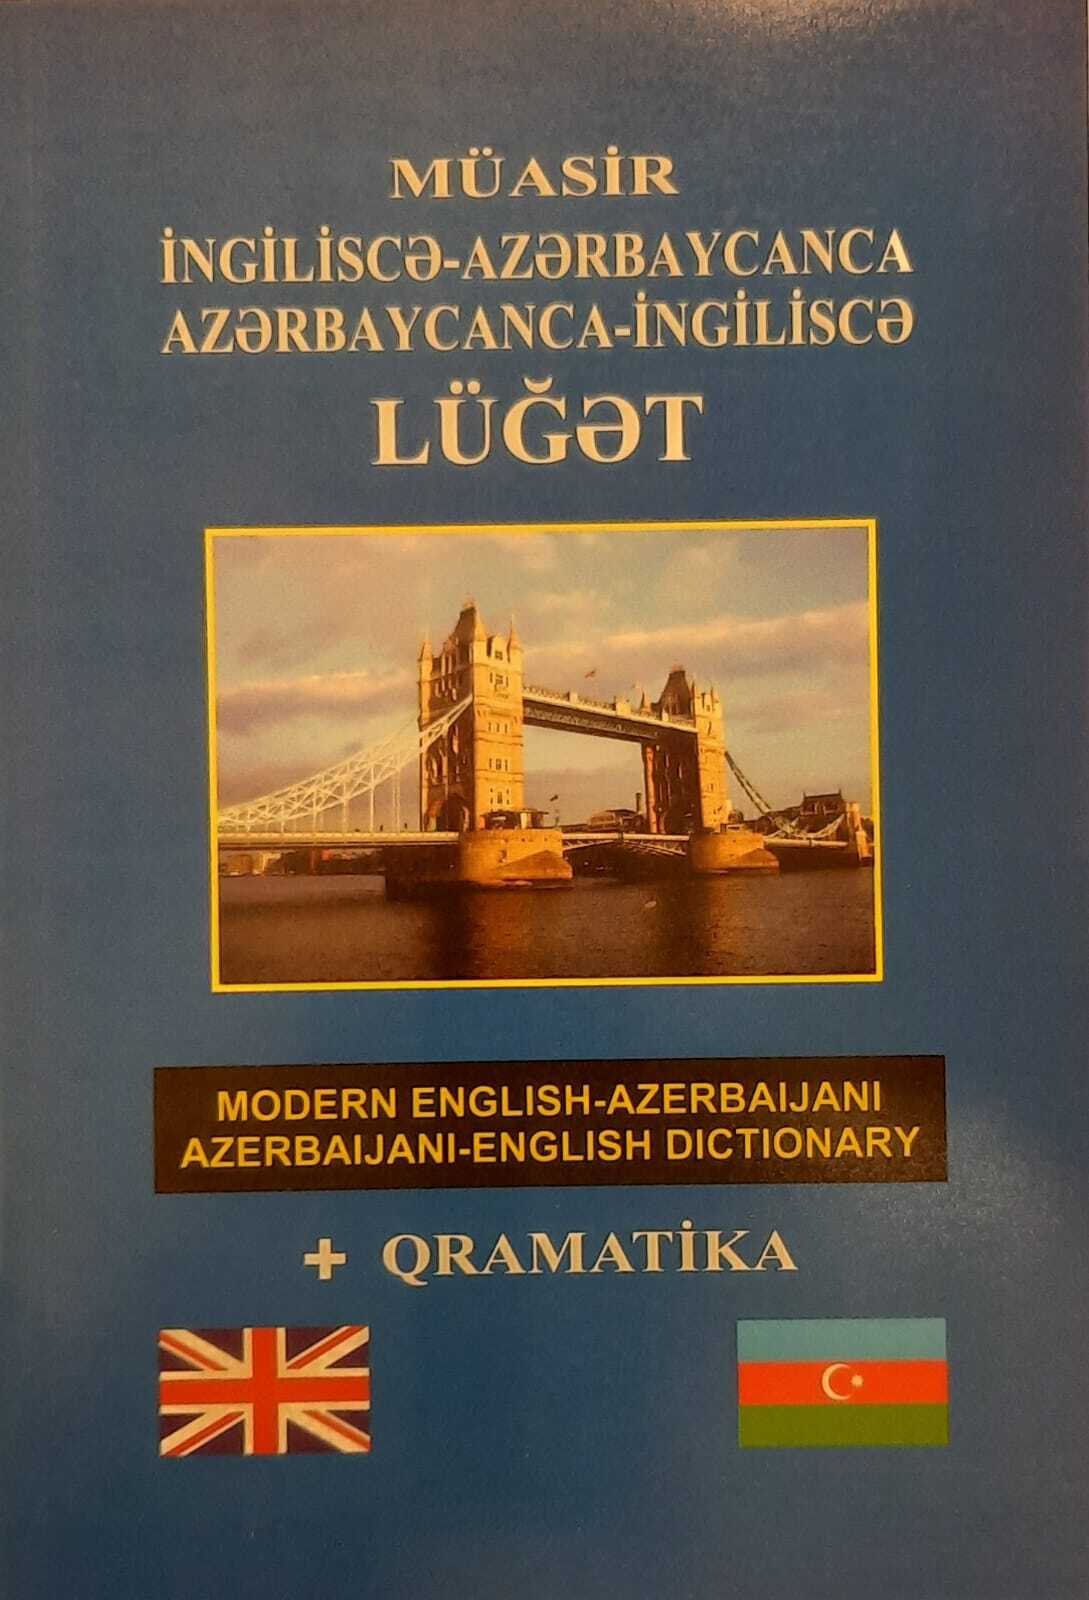 MÜASİR
İNGİLİSCƏ-AZƏRBAYCANCA
AZƏRBAYCANCA-İNGİLİSCƏ
LÜĞƏT
MODERN ENGLISH-AZERBAIJANI
AZERBAIJANI-ENGLISH DICTIONARY
+ QRAMATİKA